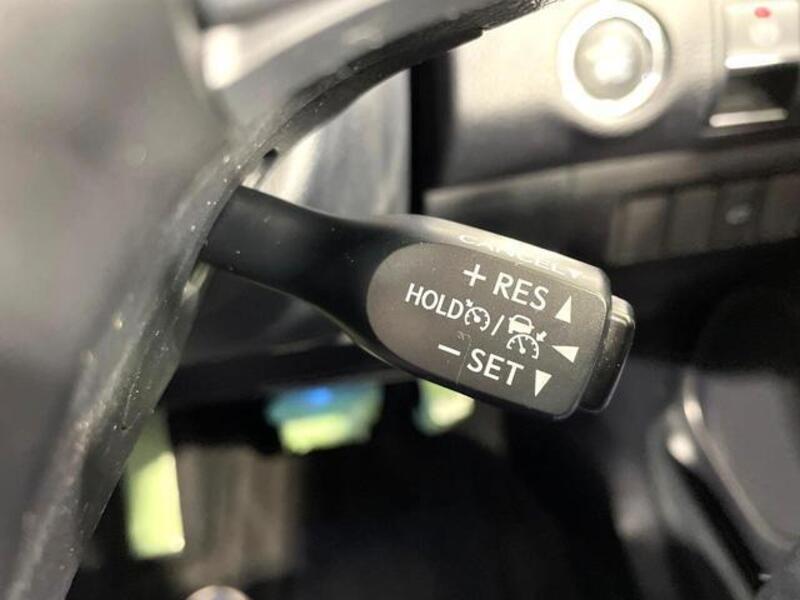 CANCEL
+ RES ▲
HOLD /
- SET ▼